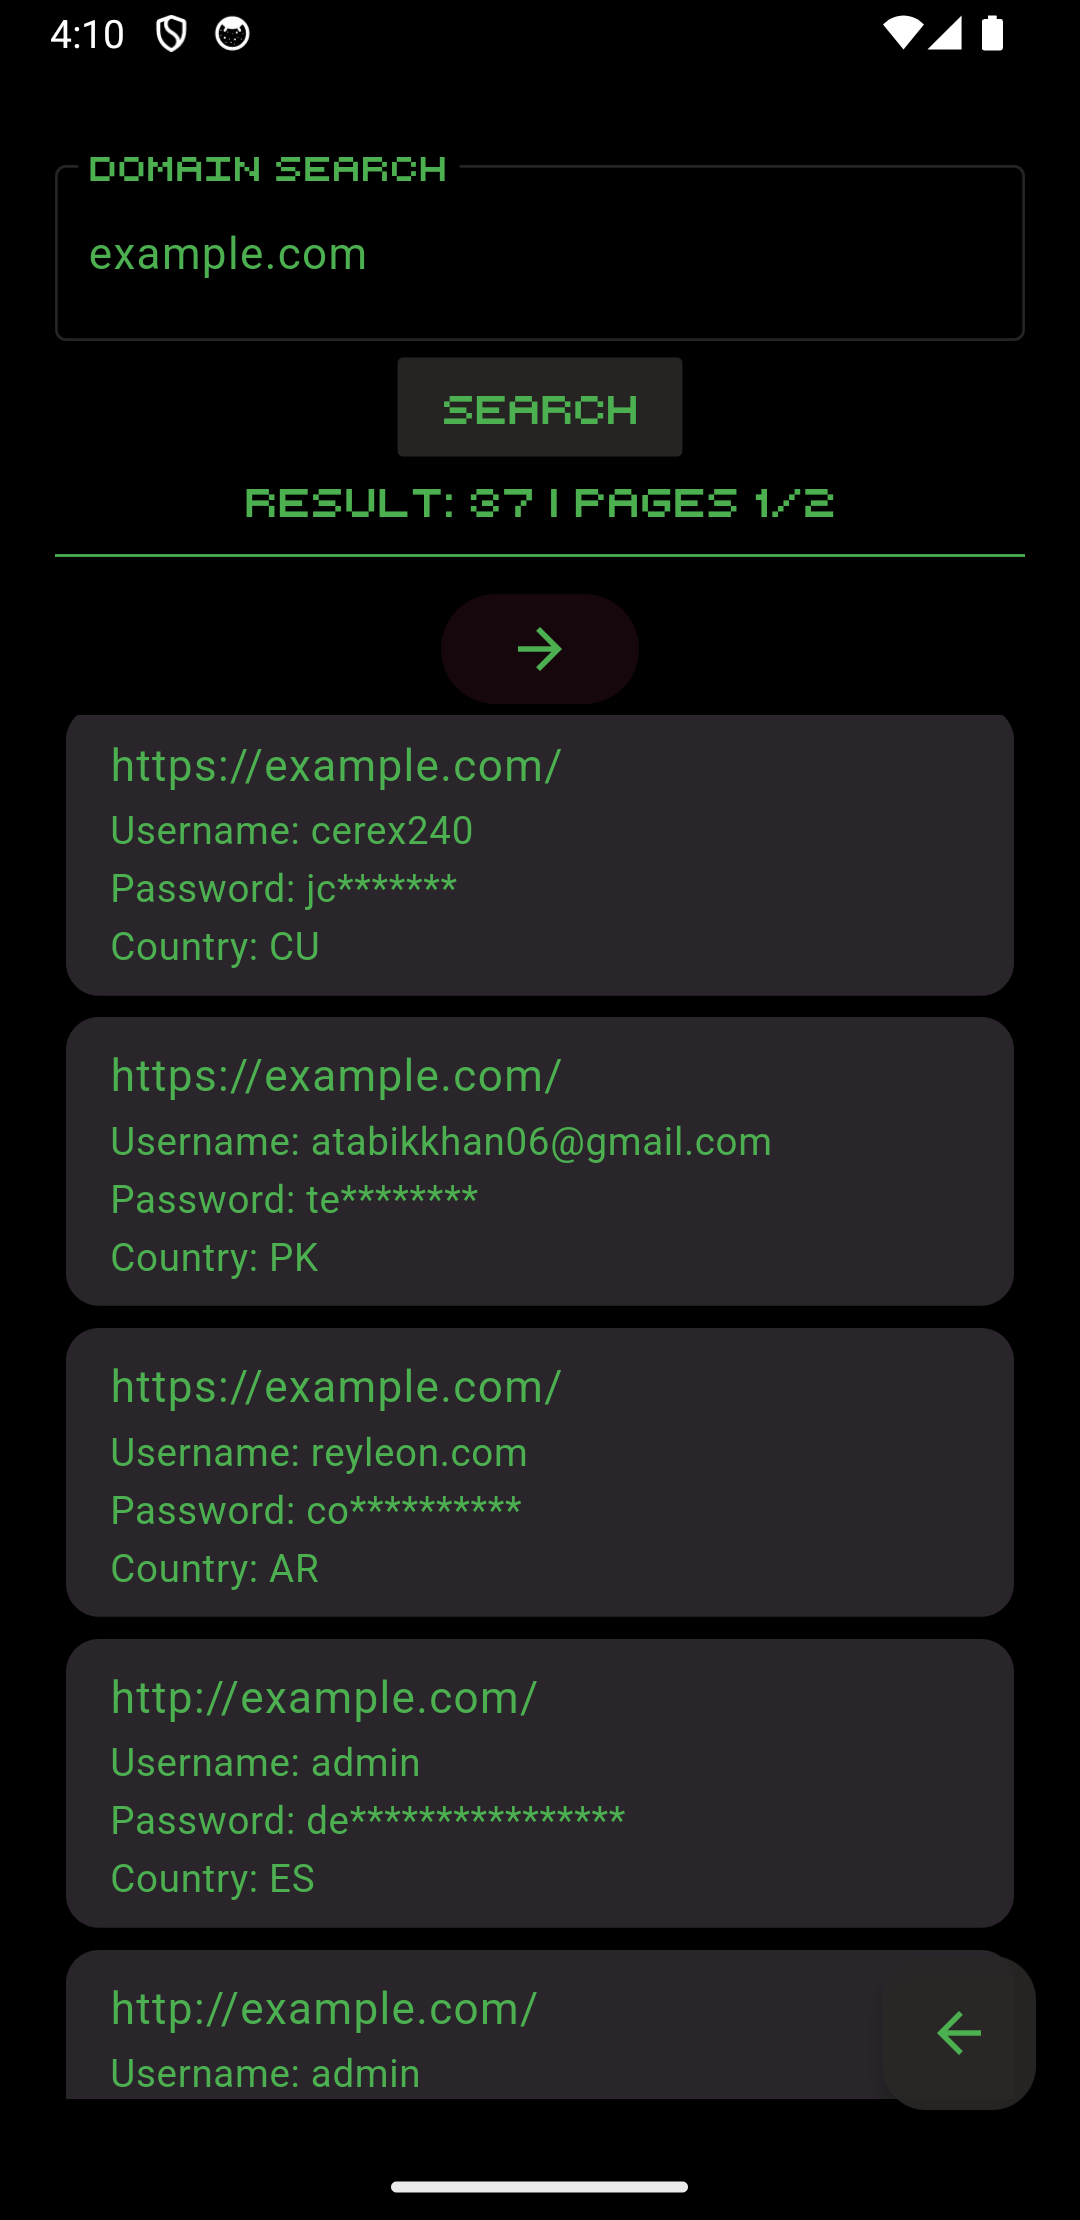 4:10
DOMAIN SEARCH
example.com
SEARCH
RESULT: 37 | PAGES 1/2
https://example.com/
Username: cerex240
Password: jc*******
Country: CU
https://example.com/
Username: atabikkhan06@gmail.com
Password: te********
Country: PK
https://example.com/
Username: reyleon.com
Password: co**********
Country: AR
http://example.com/
Username: admin
Password: de****************
Country: ES
http://example.com/
Username: admin